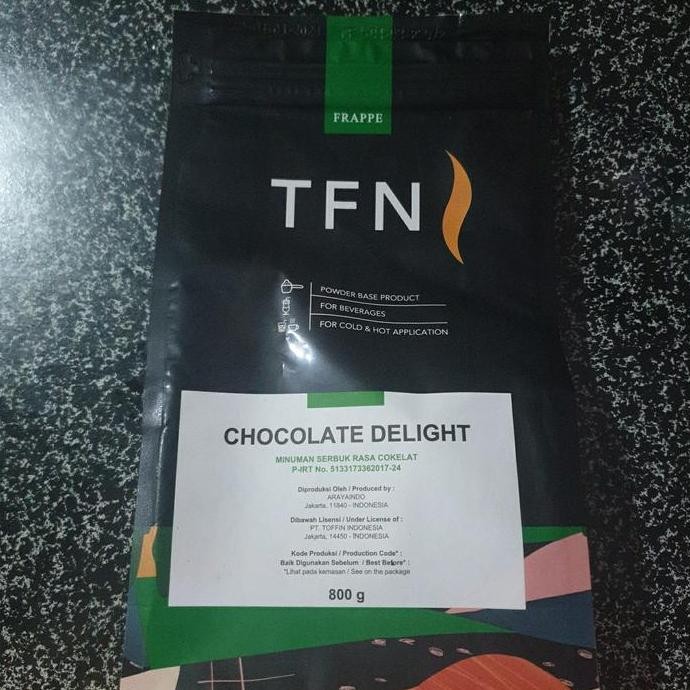 FRAPPE
TFN
POWDER BASE PRODUCT
FOR BEVERAGES
FOR COLD & HOT APPLICATION
CHOCOLATE DELIGHT
MINUMAN SERBUK RASA COKELAT
P-IRT No. 5133173362017-24
Diproduksi Oleh / Produced by :
ARAYAINDO
Jakarta, 11840 - INDONESIA
Dibawah Lisensi / Under License of :
PT. TOFFIN INDONESIA
Jakarta, 14450 - INDONESIA
Kode Produksi / Production Code* :
Baik Digunakan Sebelum / Best Before* :
*Lihat pada kemasan / See on the package
800 g